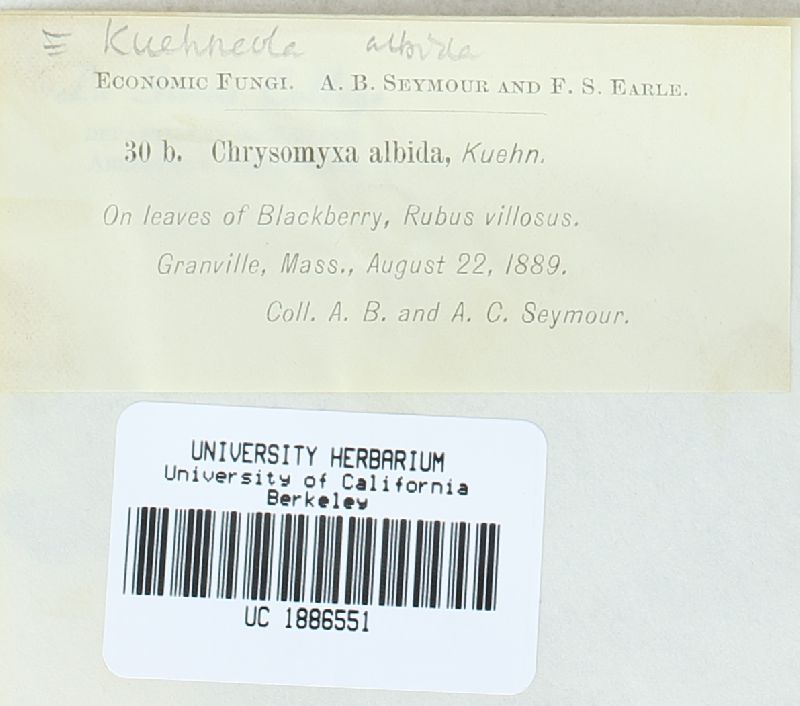 ≡ Kuehneola albida
ECONOMIC FUNGI. A. B. SEYMOUR AND F. S. EARLE.
30 b. Chrysomyxa albida, Kuehn.
On leaves of Blackberry, Rubus villosus.
Granville, Mass., August 22, 1889.
Coll. A. B. and A. C. Seymour.
UNIVERSITY HERBARIUM
University of California
Berkeley
UC 1886551